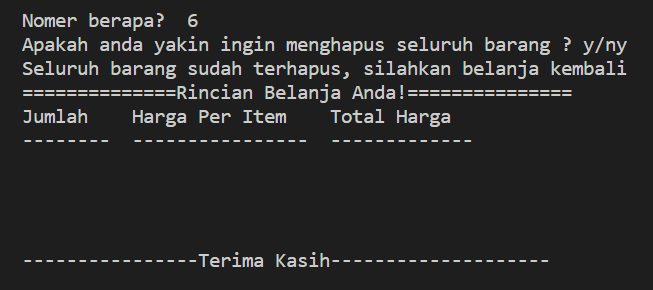 Nomer berapa?  6
Apakah anda yakin ingin menghapus seluruh barang ? y/ny
Seluruh barang sudah terhapus, silahkan belanja kembali
==============Rincian Belanja Anda!===============
Jumlah    Harga Per Item    Total Harga
--------  ----------------  -------------
----------------Terima Kasih--------------------